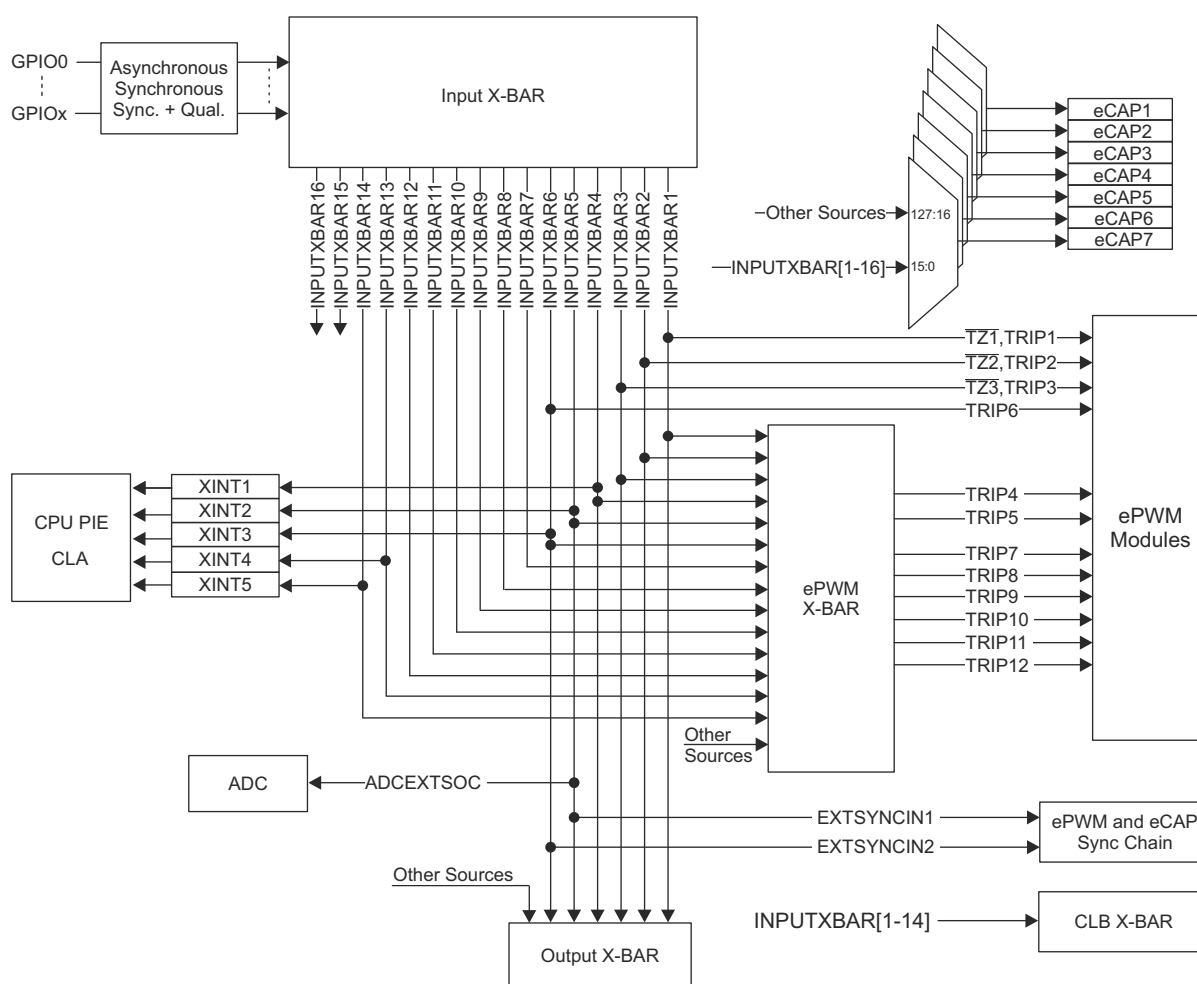 GPIO0
GPIOx
Asynchronous
Synchronous
Sync. + Qual.
Input X-BAR
INPUTXBAR16
INPUTXBAR15
INPUTXBAR14
INPUTXBAR13
INPUTXBAR12
INPUTXBAR11
INPUTXBAR10
INPUTXBAR9
INPUTXBAR8
INPUTXBAR7
INPUTXBAR6
INPUTXBAR5
INPUTXBAR4
INPUTXBAR3
INPUTXBAR2
INPUTXBAR1
Other Sources
127:16
INPUTXBAR[1-16]
15:0
eCAP1
eCAP2
eCAP3
eCAP4
eCAP5
eCAP6
eCAP7
TZ1,TRIP1
TZ2,TRIP2
TZ3,TRIP3
TRIP6
CPU PIE
CLA
XINT1
XINT2
XINT3
XINT4
XINT5
ePWM
X-BAR
TRIP4
TRIP5
TRIP7
TRIP8
TRIP9
TRIP10
TRIP11
TRIP12
ePWM
Modules
Other
Sources
ADC
ADCEXTSOC
EXTSYNCIN1
EXTSYNCIN2
ePWM and eCAP
Sync Chain
Other Sources
Output X-BAR
INPUTXBAR[1-14]
CLB X-BAR